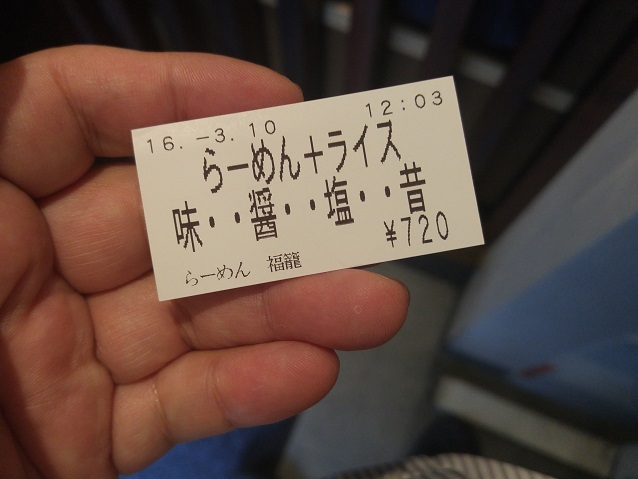 16.-3.10 12:03
らーめん+ライス
味・・醤・・塩・・昔
¥720
らーめん 福籠